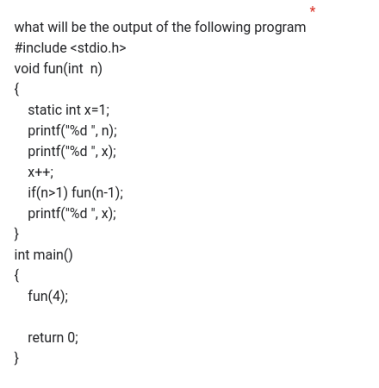 what will be the output of the following program *
#include <stdio.h>
void fun(int  n)
{
    static int x=1;
    printf("%d ", n);
    printf("%d ", x);
    x++;
    if(n>1) fun(n-1);
    printf("%d ", x);
}
int main()
{
    fun(4);

    return 0;
}